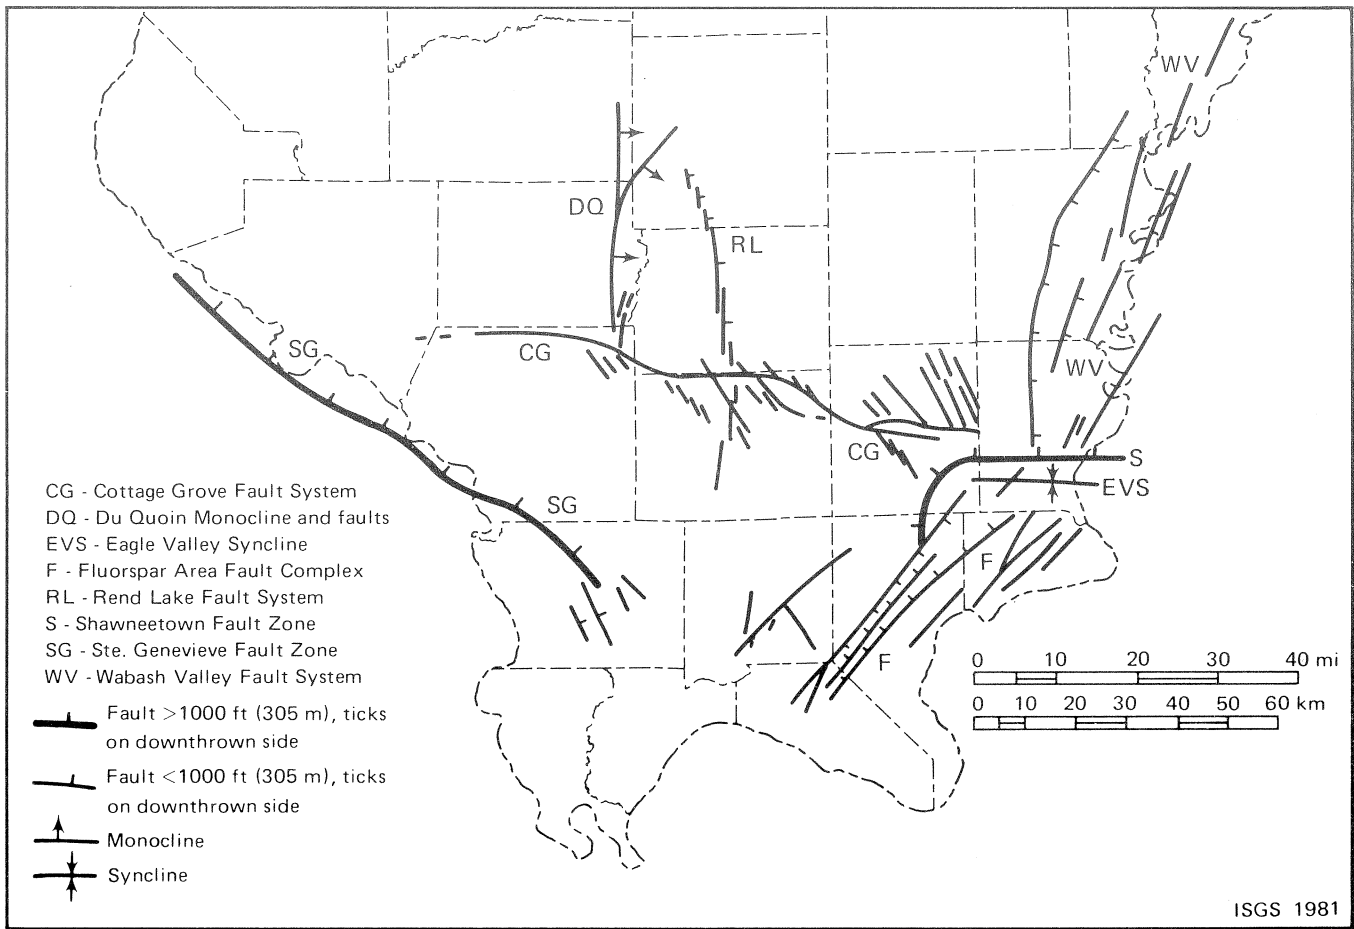 WV
DQ
RL
SG
CG
WV
CG
S
EVS
SG
F
F
CG - Cottage Grove Fault System
DQ - Du Quoin Monocline and faults
EVS - Eagle Valley Syncline
F - Fluorspar Area Fault Complex
RL - Rend Lake Fault System
S - Shawneetown Fault Zone
SG - Ste. Genevieve Fault Zone
WV - Wabash Valley Fault System
Fault >1000 ft (305 m), ticks
on downthrown side
Fault <1000 ft (305 m), ticks
on downthrown side
Monocline
Syncline
0 10 20 30 40 mi
0 10 20 30 40 50 60 km
ISGS 1981